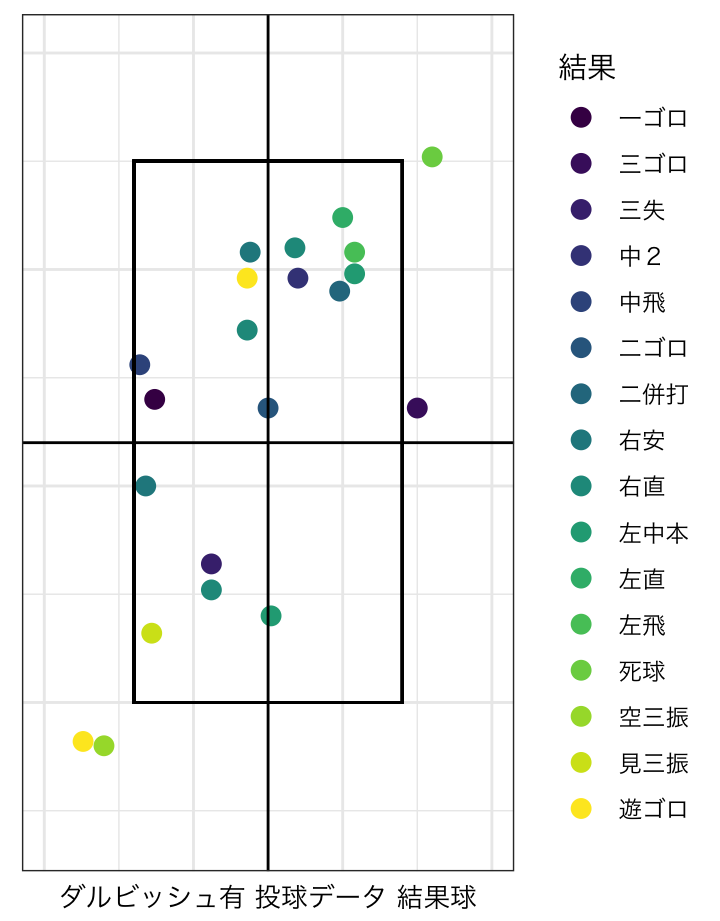 結果
一ゴロ
三ゴロ
三失
中２
中飛
二ゴロ
二併打
右安
右直
左中本
左直
左飛
死球
空三振
見三振
遊ゴロ
ダルビッシュ有 投球データ 結果球